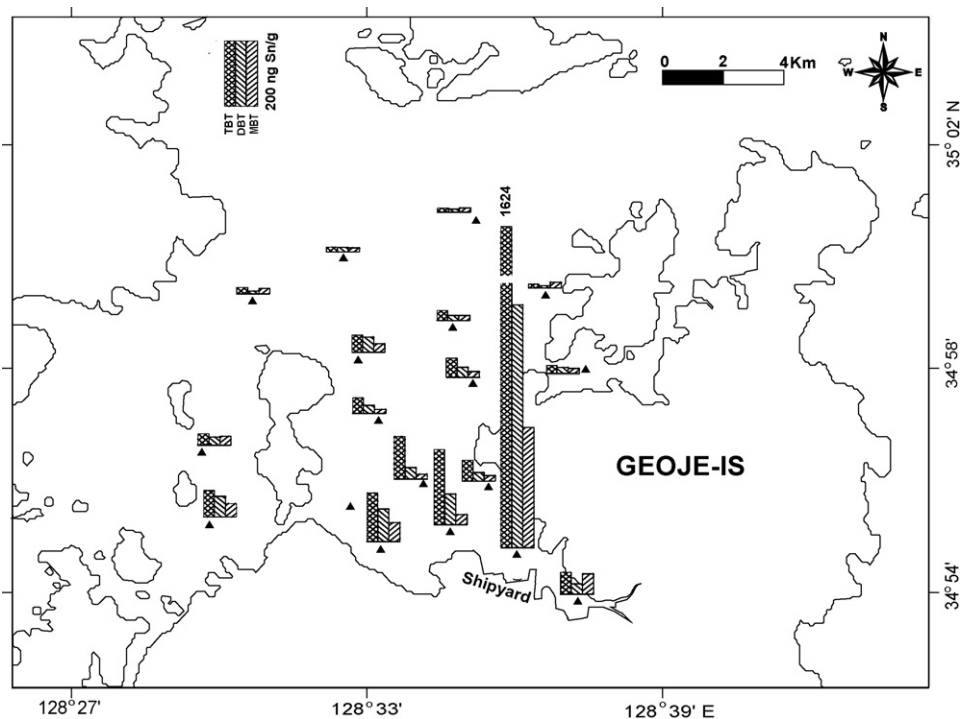 TBT
DBT
MBT
200 ng Sn/g
0 2 4Km
N
W E
S
35°02' N
1624
34°58'
GEOJE-IS
Shipyard
34°54'
128°27' 128°33' 128°39' E